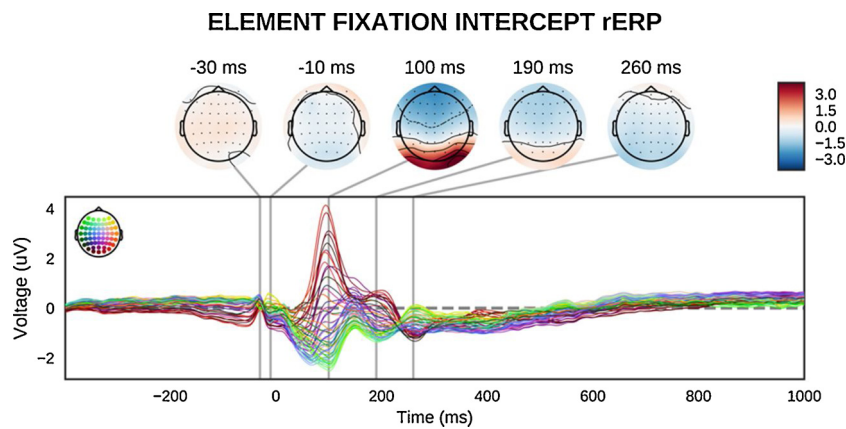 ELEMENT FIXATION INTERCEPT rERP
-30 ms -10 ms 100 ms 190 ms 260 ms
3.0
1.5
0.0
−1.5
−3.0
4
2
0
−2
Voltage (uV)
−200 0 200 400 600 800 1000
Time (ms)